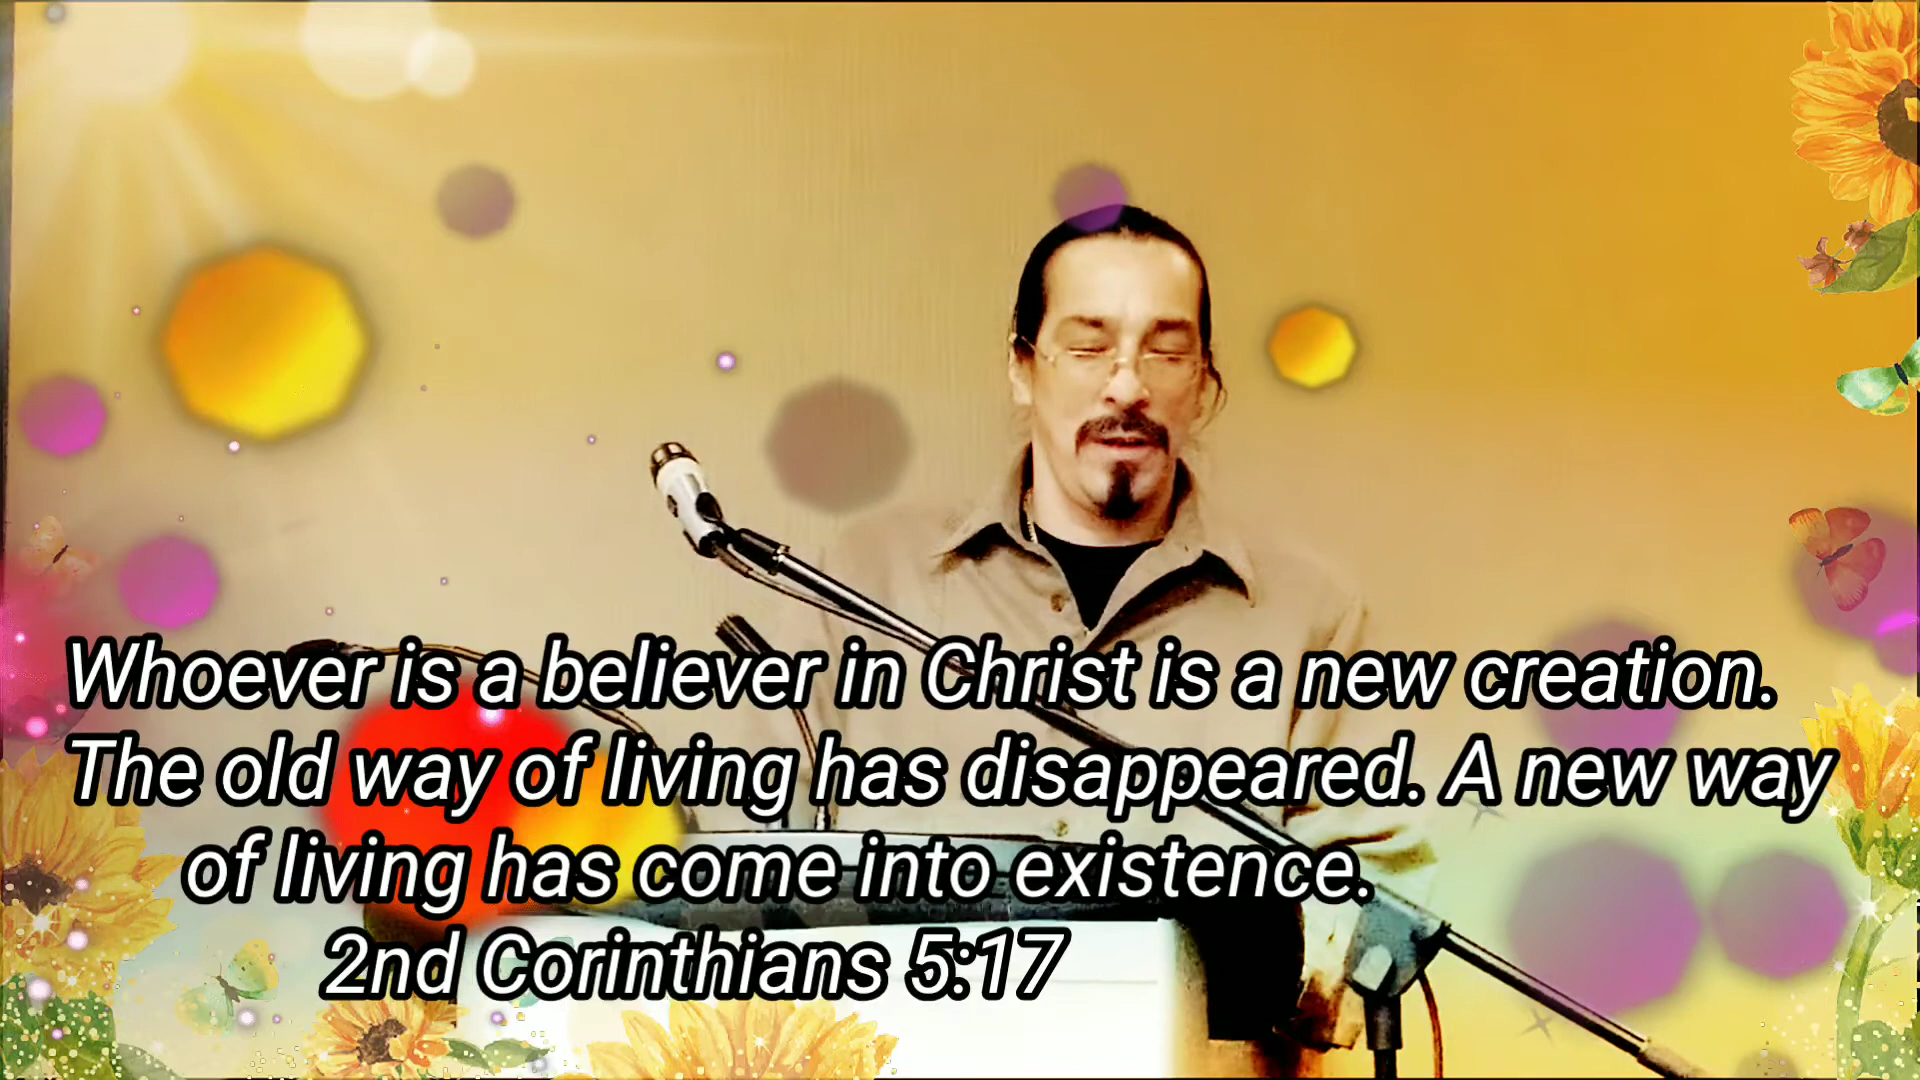 Whoever is a believer in Christ is a new creation.
The old way of living has disappeared. A new way
of living has come into existence.
2nd Corinthians 5:17